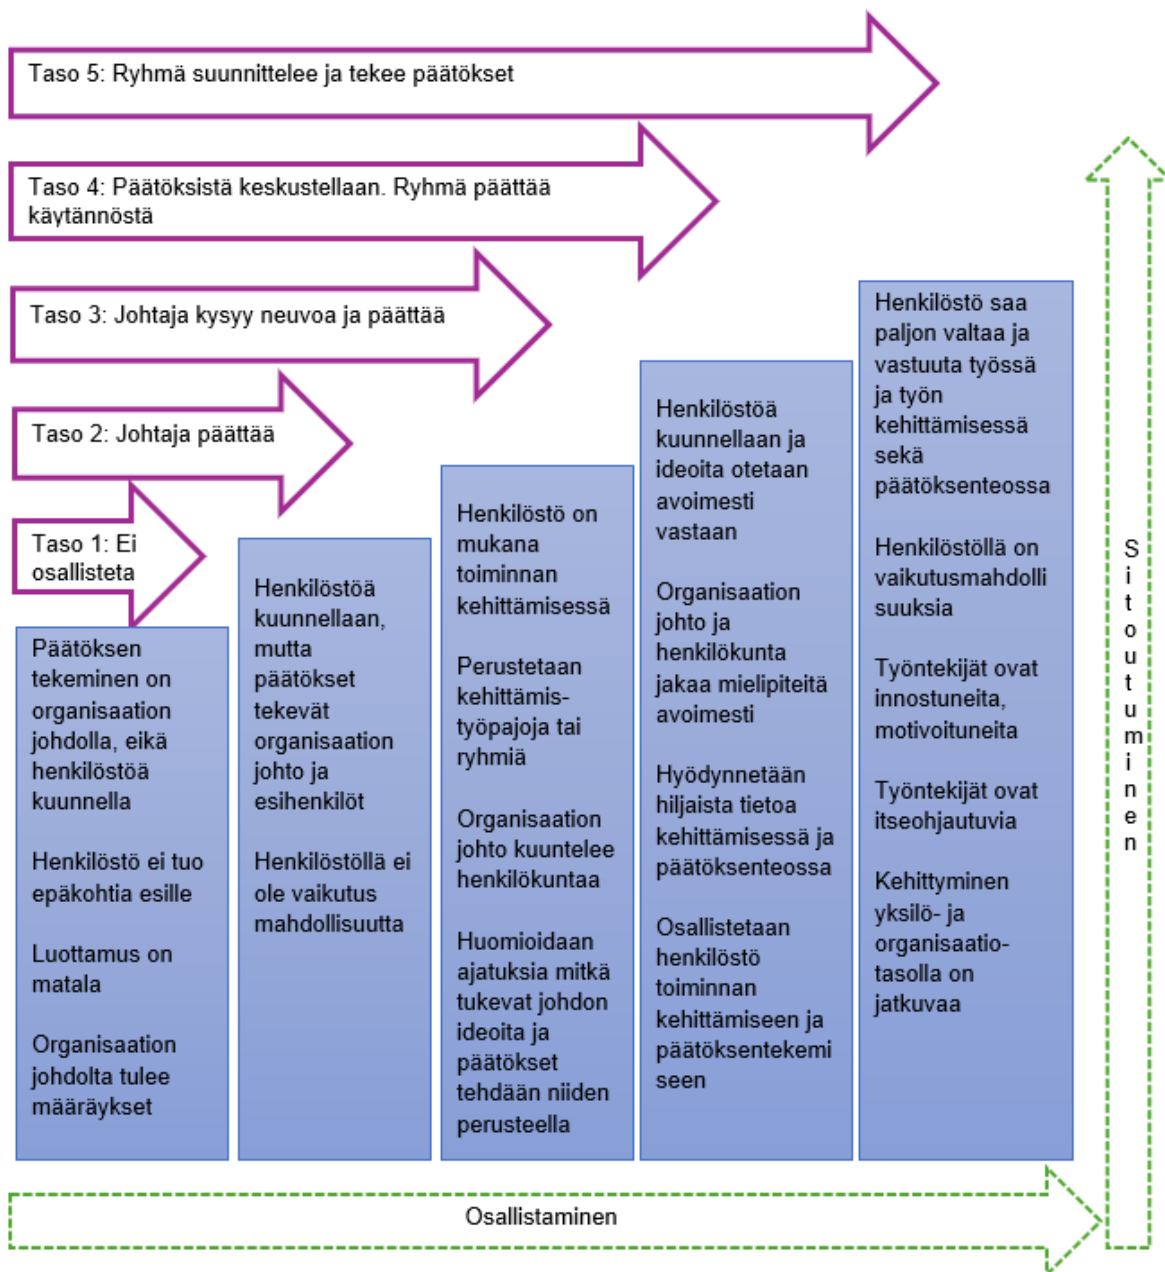 Taso 5: Ryhmä suunnittelee ja tekee päätökset
Taso 4: Päätöksistä keskustellaan. Ryhmä päättää
käytännöstä
Taso 3: Johtaja kysyy neuvoa ja päättää
Taso 2: Johtaja päättää
Taso 1: Ei
osallisteta
Päätöksen
tekeminen on
organisaation
johdolla, eikä
henkilöstöä
kuunnella
Henkilöstö ei tuo
epäkohtia esille
Luottamus on
matala
Organisaation
johdolta tulee
määräykset
Henkilöstöä
kuunnellaan,
mutta
päätökset
tekevät
organisaation
johto ja
esihenkilöt
Henkilöstöllä ei
ole vaikutus
mahdollisuutta
Henkilöstö on
mukana
toiminnan
kehittämisessä
Perustetaan
kehittämis-
työpajoja tai
ryhmiä
Organisaation
johto kuuntelee
henkilökuntaa
Huomioidaan
ajatuksia mitkä
tukevat johdon
ideoita ja
päätökset
tehdään niiden
perusteella
Henkilöstöä
kuunnellaan ja
ideoita otetaan
avoimesti
vastaan
Organisaation
johto ja
henkilökunta
jakaa mielipiteitä
avoimesti
Hyödynnetään
hiljaista tietoa
kehittämisessä ja
päätöksenteossa
Osallistetaan
henkilöstö
toiminnan
kehittämiseen ja
päätöksentekemi
seen
Henkilöstö saa
paljon valtaa ja
vastuuta työssä
ja työn
kehittämisessä
sekä
päätöksenteossa
Henkilöstöllä on
vaikutusmahdolli
suuksia
Työntekijät ovat
innostuneita,
motivoituneita
Työntekijät ovat
itseohjautuvia
Kehittyminen
yksilö- ja
organisaatio-
tasolla on
jatkuvaa
Sitoutuminen
Osallistaminen